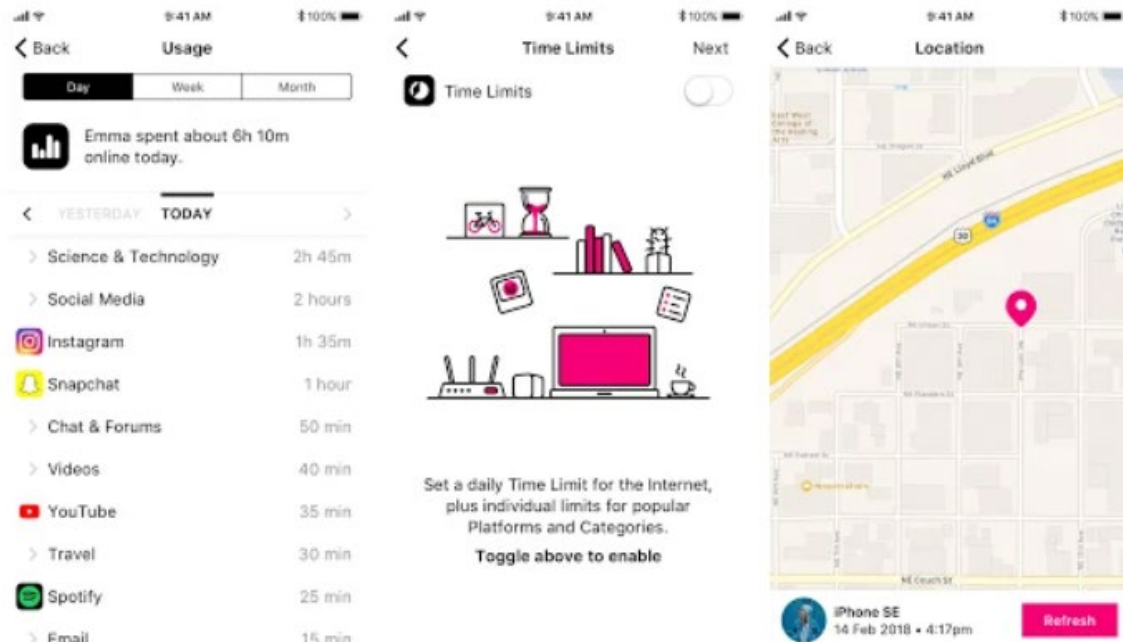 9:41 AM
100%
Back
Usage
Day
Week
Month
Emma spent about 6h 10m
online today.
YESTERDAY
TODAY
Science & Technology 2h 45m
Social Media 2 hours
Instagram 1h 35m
Snapchat 1 hour
Chat & Forums 50 min
Videos 40 min
YouTube 35 min
Travel 30 min
Spotify 25 min
Email 15 min
9:41 AM
100%
Time Limits
Next
Time Limits
Set a daily Time Limit for the Internet,
plus individual limits for popular
Platforms and Categories.
Toggle above to enable
9:41 AM
100%
Back
Location
NE Lloyd Blvd
30
84
NE Couch St
iPhone SE
14 Feb 2018 • 4:17pm
Refresh